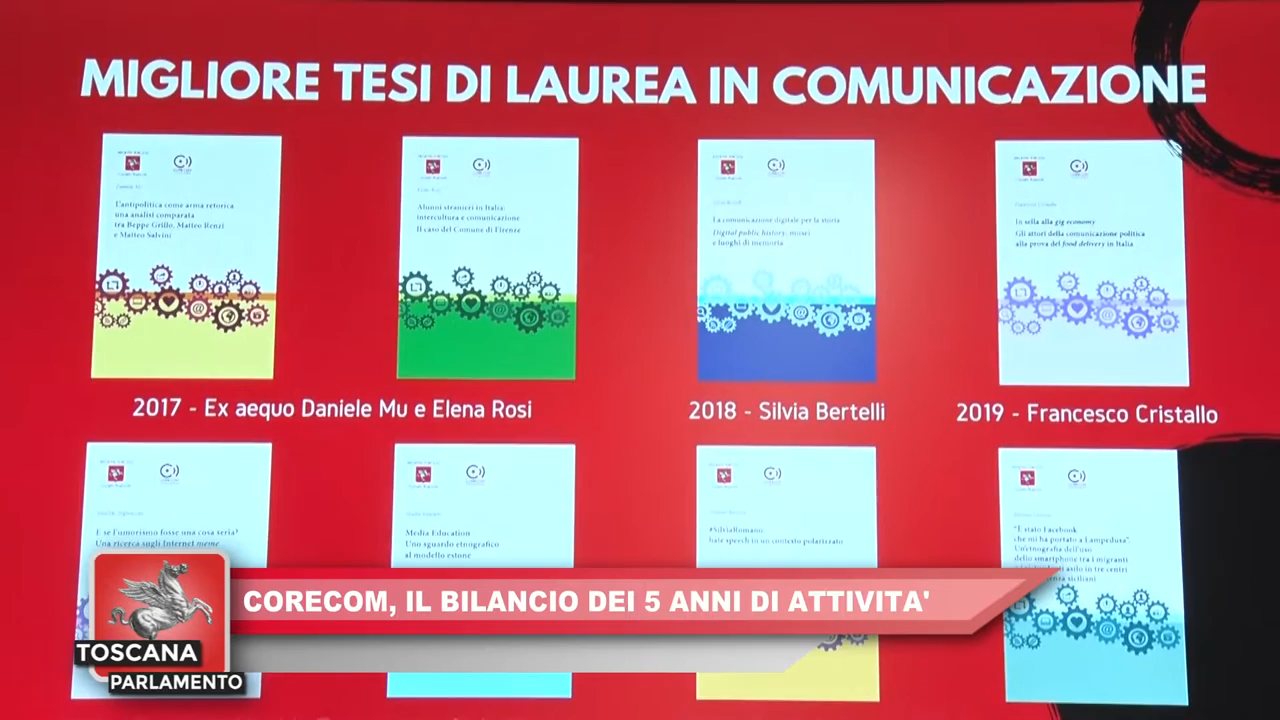 MIGLIORE TESI DI LAUREA IN COMUNICAZIONE
L'antipolitica come arma retorica
una analisi comparata
tra Beppe Grillo, Matteo Renzi
e Matteo Salvini
Alunni stranieri in Italia:
intercultura e comunicazione
Il caso del Comune di Firenze
La comunicazione digitale per la storia
Digital public history, musei
e luoghi di memoria
In sella alla gig economy
Gli attori della comunicazione politica
alla prova del food delivery in Italia
2017 - Ex aequo Daniele Mu e Elena Rosi
2018 - Silvia Bertelli
2019 - Francesco Cristallo
E se l'umorismo fosse una cosa seria?
Una ricerca sugli Internet meme
Media Education
Uno sguardo etnografico
al modello estone
#SilviaRomano:
hate speech in un contesto polarizzato
"È stato Facebook
che mi ha portato a Lampedusa".
Un'etnografia dell'uso
dello smartphone tra i migranti
asilo in tre centri
siciliani
CORECOM, IL BILANCIO DEI 5 ANNI DI ATTIVITA'
TOSCANA
PARLAMENTO